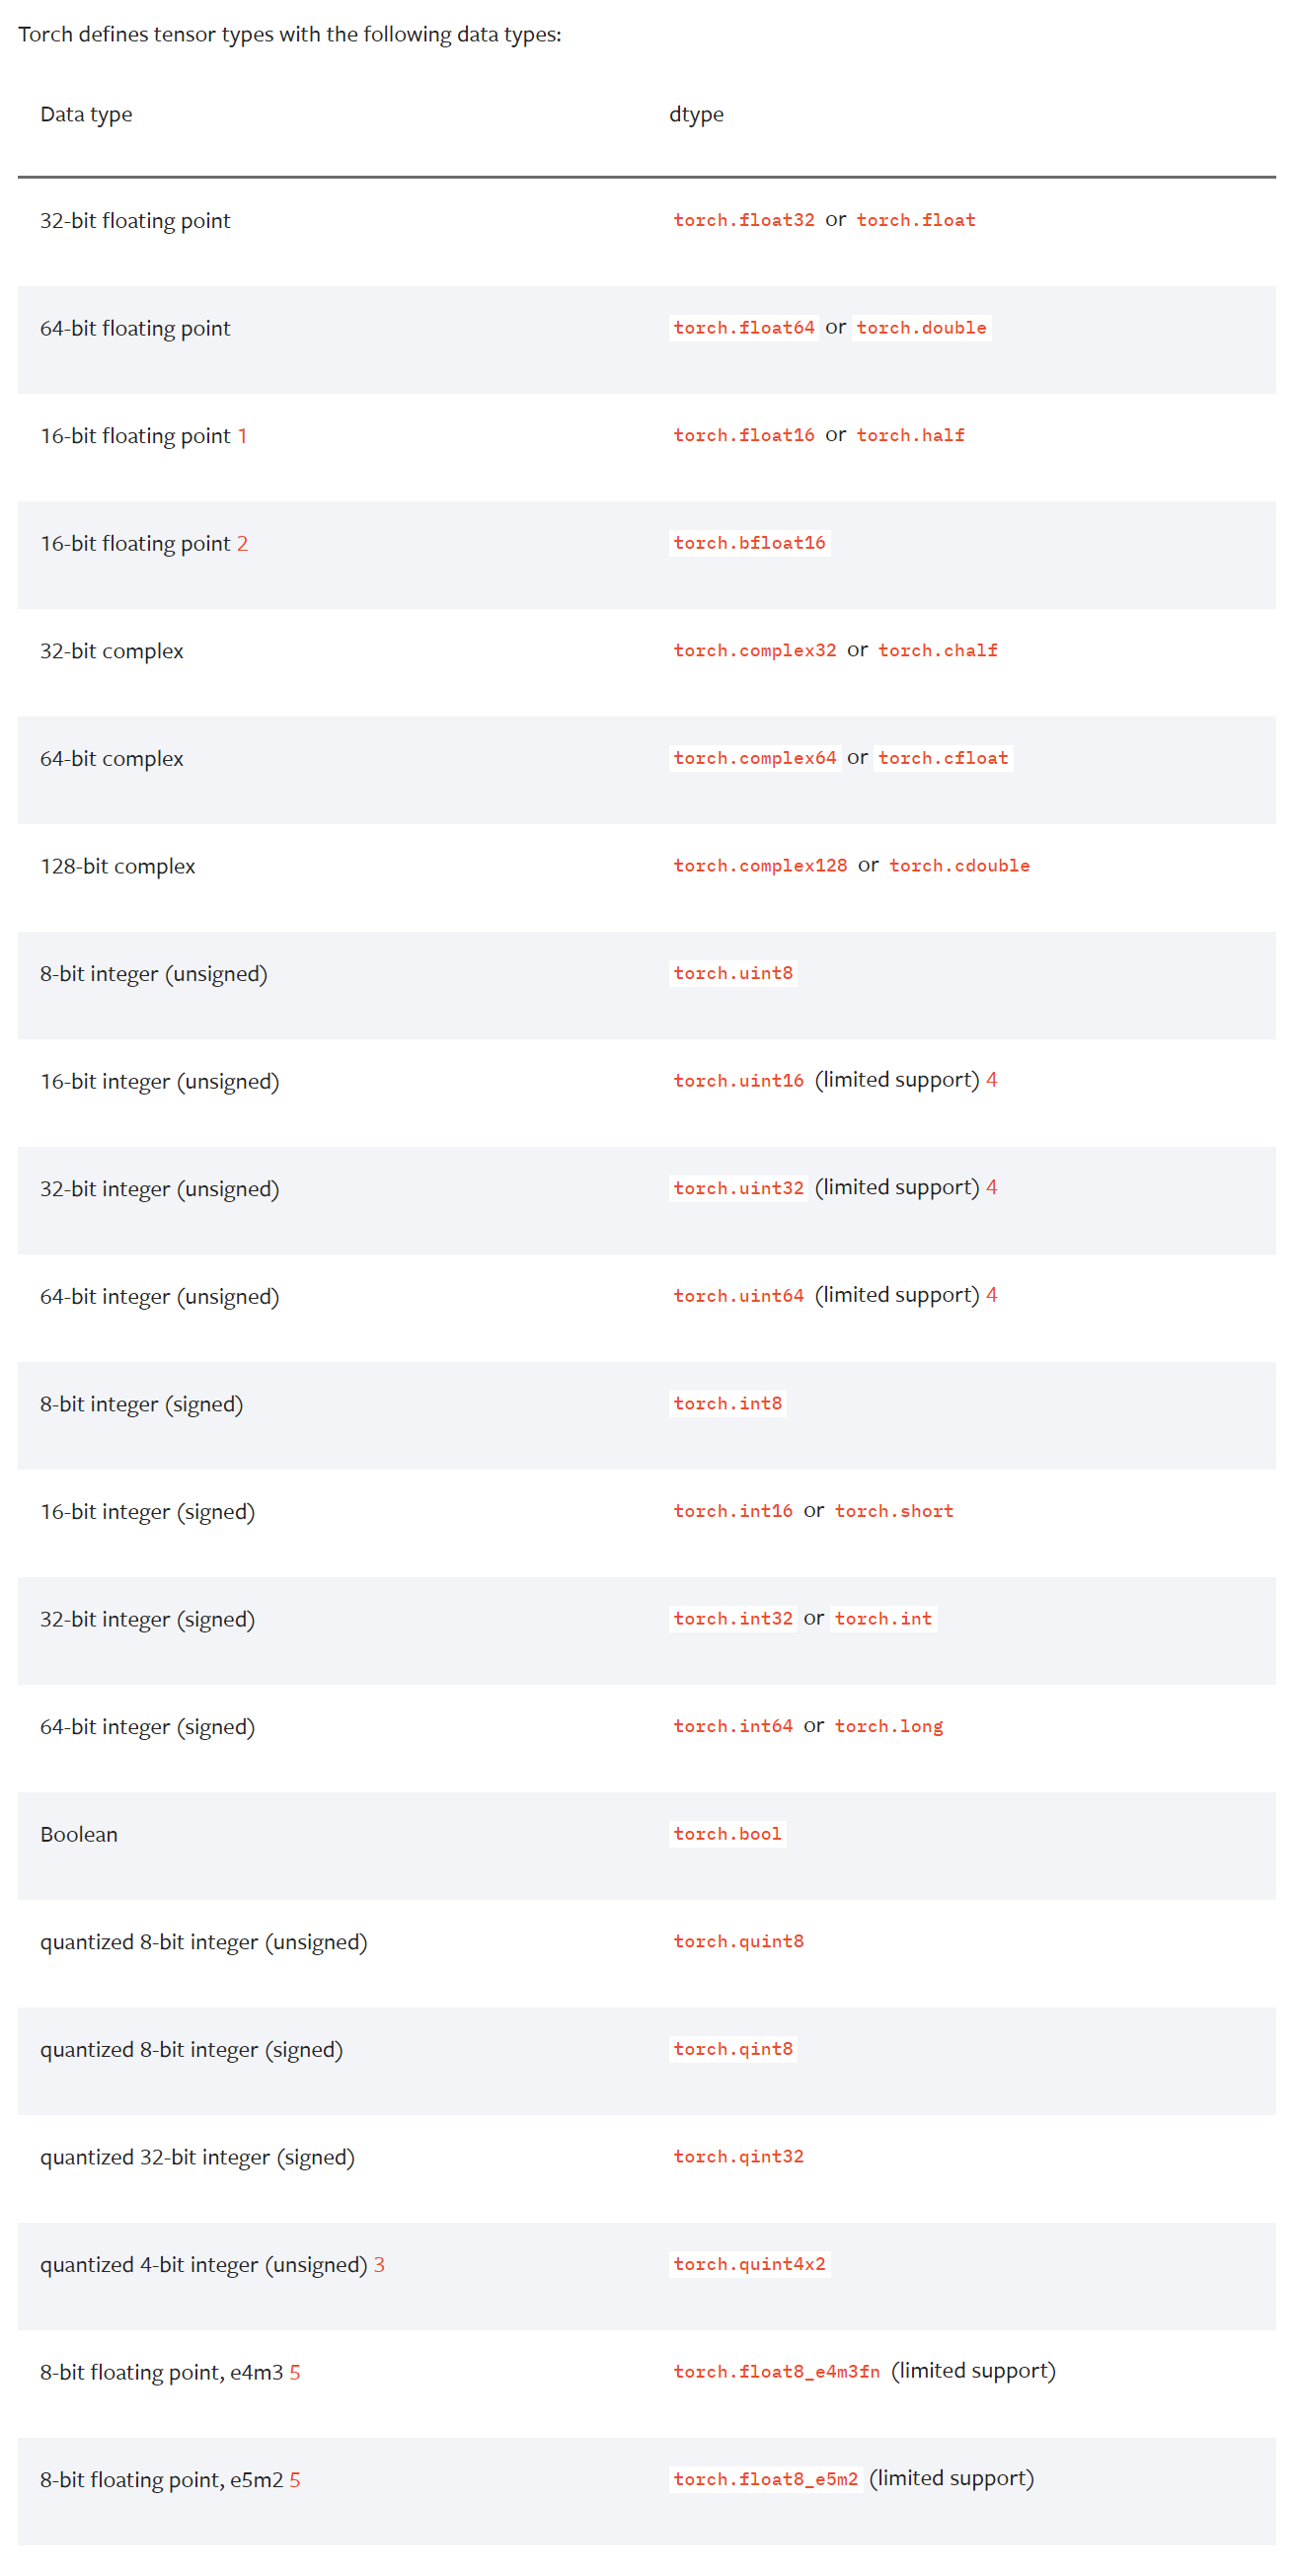 Torch defines tensor types with the following data types:
Data type dtype
32-bit floating point torch.float32 or torch.float
64-bit floating point torch.float64 or torch.double
16-bit floating point 1 torch.float16 or torch.half
16-bit floating point 2 torch.bfloat16
32-bit complex torch.complex32 or torch.chalf
64-bit complex torch.complex64 or torch.cfloat
128-bit complex torch.complex128 or torch.cdouble
8-bit integer (unsigned) torch.uint8
16-bit integer (unsigned) torch.uint16 (limited support) 4
32-bit integer (unsigned) torch.uint32 (limited support) 4
64-bit integer (unsigned) torch.uint64 (limited support) 4
8-bit integer (signed) torch.int8
16-bit integer (signed) torch.int16 or torch.short
32-bit integer (signed) torch.int32 or torch.int
64-bit integer (signed) torch.int64 or torch.long
Boolean torch.bool
quantized 8-bit integer (unsigned) torch.quint8
quantized 8-bit integer (signed) torch.qint8
quantized 32-bit integer (signed) torch.qint32
quantized 4-bit integer (unsigned) 3 torch.quint4x2
8-bit floating point, e4m3 5 torch.float8_e4m3fn (limited support)
8-bit floating point, e5m2 5 torch.float8_e5m2 (limited support)